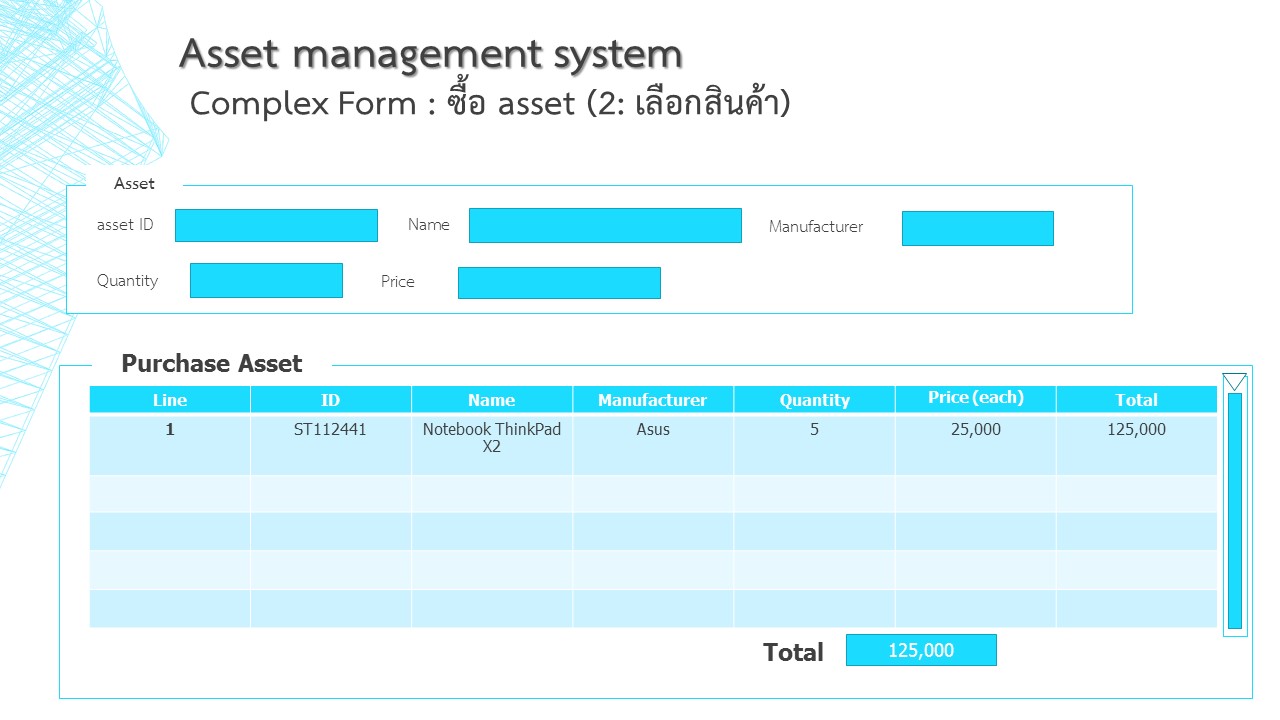 Asset management system
Complex Form : ซื้อ asset (2: เลือกสินค้า)
Asset
asset ID Name Manufacturer
Quantity Price
Purchase Asset
Line ID Name Manufacturer Quantity Price (each) Total
1 ST112441 Notebook ThinkPad Asus 5 25,000 125,000
X2
Total 125,000